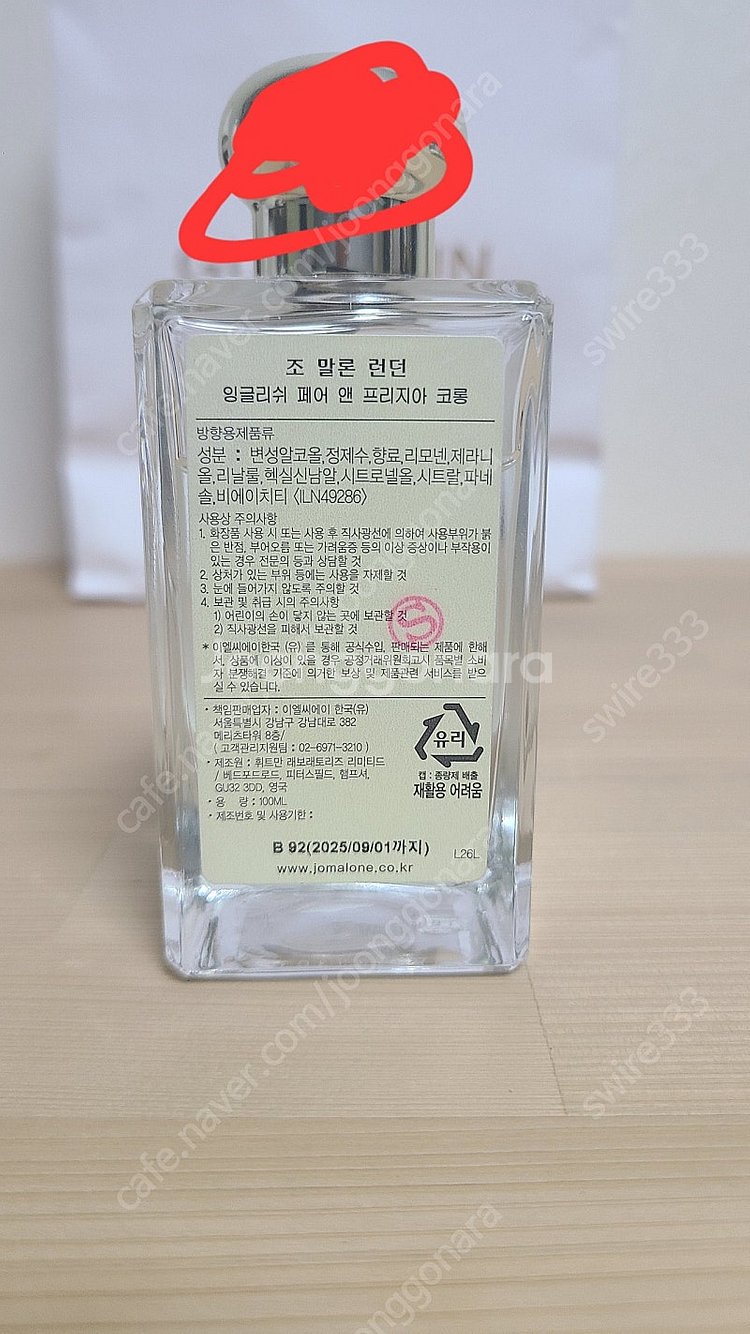 조 말론 런던
잉글리쉬 페어 앤 프리지아 코롱
방향용제품류
성분 : 변성알코올,정제수,향료,리모넨,제라니
올,리날룰,헥실신남알,시트로넬올,시트랄,파네
솔,비에이치티 〈ILN49286〉
사용상 주의사항
1. 화장품 사용 시 또는 사용 후 직사광선에 의하여 사용부위가 붉
은 반점, 부어오름 또는 가려움증 등의 이상 증상이나 부작용이
있는 경우 전문의 등과 상담할 것
2. 상처가 있는 부위 등에는 사용을 자제할 것
3. 눈에 들어가지 않도록 주의할 것
4. 보관 및 취급 시의 주의사항
1) 어린이의 손이 닿지 않는 곳에 보관할 것
2) 직사광선을 피해서 보관할 것
S
* 이엘씨에이한국 (유) 를 통해 공식수입, 판매되는 제품에 한해
서, 상품에 이상이 있을 경우 공정거래위원회고시 품목별 소비
자 분쟁해결 기준에 의거한 보상 및 제품관련 서비스를 받으
실 수 있습니다.
• 책임판매업자 : 이엘씨에이 한국(유)
서울특별시 강남구 강남대로 382
메리츠타워 8층/
( 고객관리지원팀 : 02-6971-3210 )
• 제조원 : 휘트만 래보래토리즈 리미티드
/ 베드포드로드, 피터스필드, 햄프셔,
GU32 3DD, 영국
• 용 량 : 100ML
• 제조번호 및 사용기한 :
유리
캡 : 종량제 배출
재활용 어려움
B 92(2025/09/01까지)
L26L
www.jomalone.co.kr
joonggonara
cafe.naver.com/joonggonara
swire333
cafe.naver.com/joonggonara
swire333
cafe.naver.com/joonggonara
swire333
joonggonara